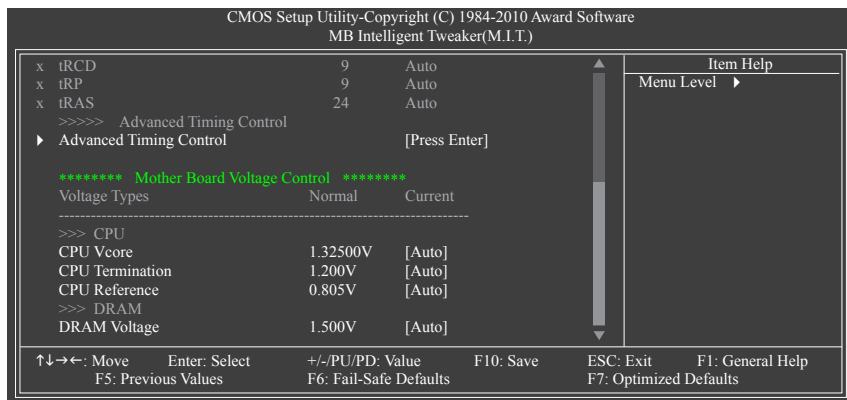 CMOS Setup Utility-Copyright (C) 1984-2010 Award Software
MB Intelligent Tweaker(M.I.T.)
x tRCD 9 Auto
x tRP 9 Auto
x tRAS 24 Auto
>>>>> Advanced Timing Control
Advanced Timing Control [Press Enter]
******** Mother Board Voltage Control ********
Voltage Types Normal Current
------------------------------------------------------------------------------
>>> CPU
CPU Vcore 1.32500V [Auto]
CPU Termination 1.200V [Auto]
CPU Reference 0.805V [Auto]
>>> DRAM
DRAM Voltage 1.500V [Auto]
Item Help
Menu Level
↑↓→←: Move Enter: Select +/-/PU/PD: Value F10: Save ESC: Exit F1: General Help
F5: Previous Values F6: Fail-Safe Defaults F7: Optimized Defaults